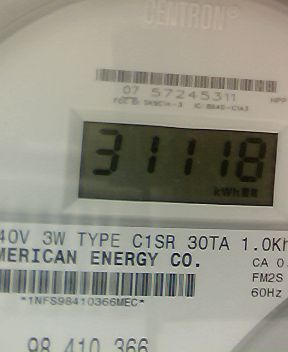 CENTRON®
07 57245311
31118
kWh
40V 3W TYPE C1SR 30TA 1.0Kh
MERICAN ENERGY CO.
CA 0.
FM2S
60Hz
*1NFS98410366MEC*
98 410 366